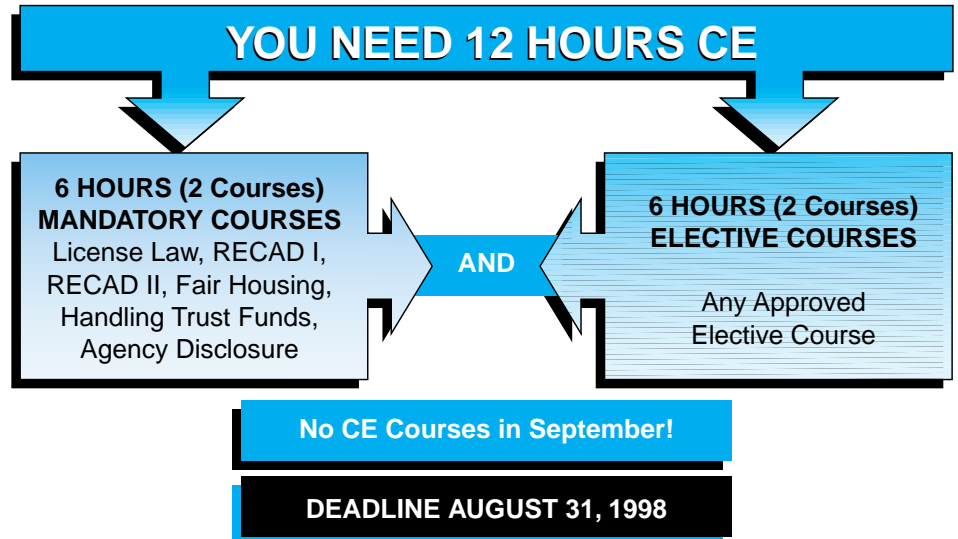 YOU NEED 12 HOURS CE
6 HOURS (2 Courses)
MANDATORY COURSES
License Law, RECAD I,
RECAD II, Fair Housing,
Handling Trust Funds,
Agency Disclosure
AND
6 HOURS (2 Courses)
ELECTIVE COURSES
Any Approved
Elective Course
No CE Courses in September!
DEADLINE AUGUST 31, 1998